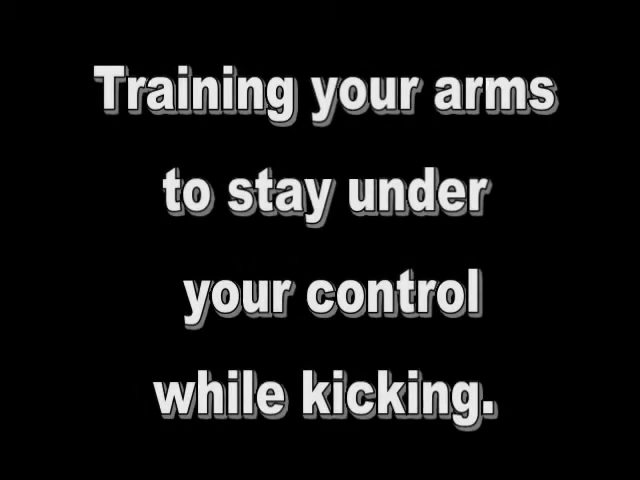 Training your arms
to stay under
your control
while kicking.